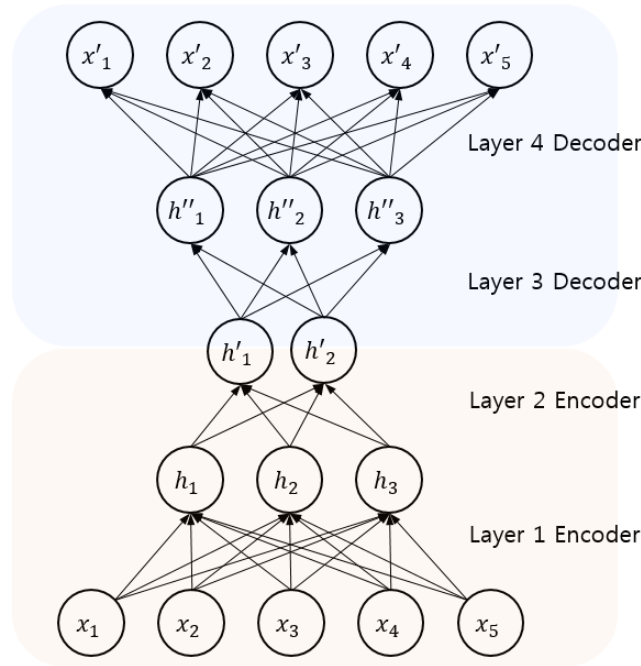 x'₁ x'₂ x'₃ x'₄ x'₅
Layer 4 Decoder
h''₁ h''₂ h''₃
Layer 3 Decoder
h'₁ h'₂
Layer 2 Encoder
h₁ h₂ h₃
Layer 1 Encoder
x₁ x₂ x₃ x₄ x₅